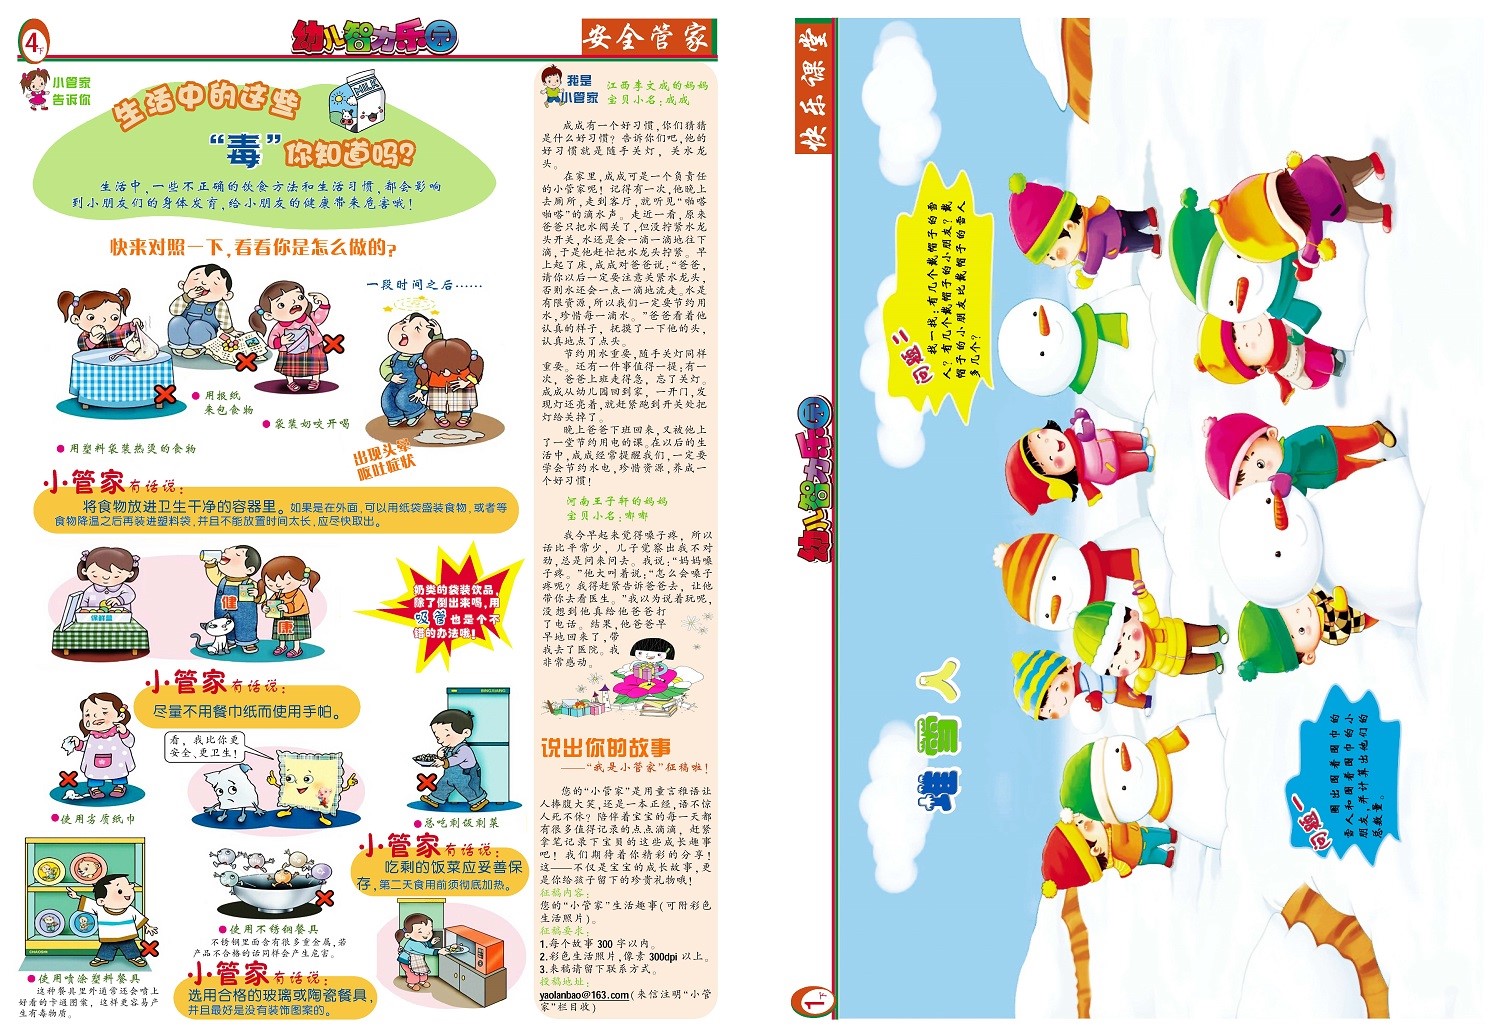 4下
幼儿智力乐园
安全管家
小管家
告诉你
生活中的这些
MILK
“毒”你知道吗?
生活中,一些不正确的饮食方法和生活习惯,都会影响
到小朋友们的身体发育,给小朋友的健康带来危害哦!
快来对照一下,看看你是怎么做的?
一段时间之后……
●用报纸
来包食物
●袋装奶咬开喝
●用塑料袋装热烫的食物
出现头晕
呕吐症状
小管家有话说:
将食物放进卫生干净的容器里。如果是在外面,可以用纸袋盛装食物,或者等
食物降温之后再装进塑料袋,并且不能放置时间太长,应尽快取出。
保鲜盒
健
康
奶类的袋装饮品,
除了倒出来喝,用
吸管也是个不
错的办法哦!
小管家有话说:
尽量不用餐巾纸而使用手帕。
看,我比你更
安全、更卫生!
BINGXIANG
●使用劣质纸巾
●总吃剩饭剩菜
小管家有话说:
吃剩的饭菜应妥善保
存,第二天食用前须彻底加热。
●使用不锈钢餐具
不锈钢里面含有很多重金属,若
产品不合格的话同样会产生危害。
●使用喷涂塑料餐具
这种餐具里外通常还会喷上
好看的卡通图案,这样更容易产
生有毒物质。
小管家有话说:
选用合格的玻璃或陶瓷餐具,
并且最好是没有装饰图案的。
我是
小管家
江西李文成的妈妈
宝贝小名:成成
成成有一个好习惯,你们猜猜
是什么好习惯?告诉你们吧,他的
好习惯就是随手关灯,关水龙
头。
在家里,成成可是一个负责任
的小管家呢!记得有一次,他晚上
去厕所,走到客厅,就听见“啪嗒
啪嗒”的滴水声。走近一看,原来
爸爸只把水阀关了,但没拧紧水龙
头开关,水还是会一滴一滴地往下
滴,于是他赶忙把水龙头拧紧。早
上起了床,成成对爸爸说:“爸爸,
请你以后一定要注意关紧水龙头,
否则水还会一点一滴地流走。水是
有限资源,所以我们一定要节约用
水,珍惜每一滴水。”爸爸看着他
认真的样子,抚摸了一下他的头,
认真地点了点头。
节约用水重要,随手关灯同样
重要。还有一件事值得一提:有一
次,爸爸上班走得急,忘了关灯。
成成从幼儿园回到家,一开门,发
现灯还亮着,就赶紧跑到开关处把
灯给关掉了。
晚上爸爸下班回来,又被他上
了一堂节约用电的课。在以后的生
活中,成成经常提醒我们,一定要
学会节约水电,珍惜资源,养成一
个好习惯!
河南王子轩的妈妈
宝贝小名:嘟嘟
我今早起来觉得嗓子疼,所以
话比平常少,儿子觉察出我不对
劲,总是问来问去。我说:“妈妈嗓
子疼。”他大叫着说:“怎么会嗓子
疼呢?我得赶紧告诉爸爸去,让他
带你去看医生。”我以为说着玩呢,
没想到他真给他爸爸打
了电话。结果,他爸爸早
早地回来了,带
我去了医院。我
非常感动。
说出你的故事
——“我是小管家”征稿啦!
您的“小管家”是用童言雅语让
人捧腹大笑,还是一本正经,语不惊
人死不休?陪伴着宝宝的每一天都
有很多值得记录的点点滴滴,赶紧
拿笔记录下宝贝的这些成长趣事
吧!我们期待着你精彩的分享!
这——不仅是宝宝的成长故事,更
是你给孩子留下的珍贵礼物哦!
征稿内容:
您的“小管家”生活趣事(可附彩色
生活照片)。
征稿要求:
1.每个故事 300 字以内。
2.彩色生活照片,像素 300dpi 以上。
3.来稿请留下联系方式。
投稿地址:
yaolanbao@163.com(来信注明“小管
家”栏目收)
快乐课堂
幼儿智力乐园
1下
堆雪人
问题一
圈出图看图中的
雪人和图看图中的小
朋友,并计算出他们的
总数量。
问题二
找一找:有几个戴帽子的雪
人?有几个戴帽子的小朋友?戴
帽子的小朋友比戴帽子的雪人
多几个?